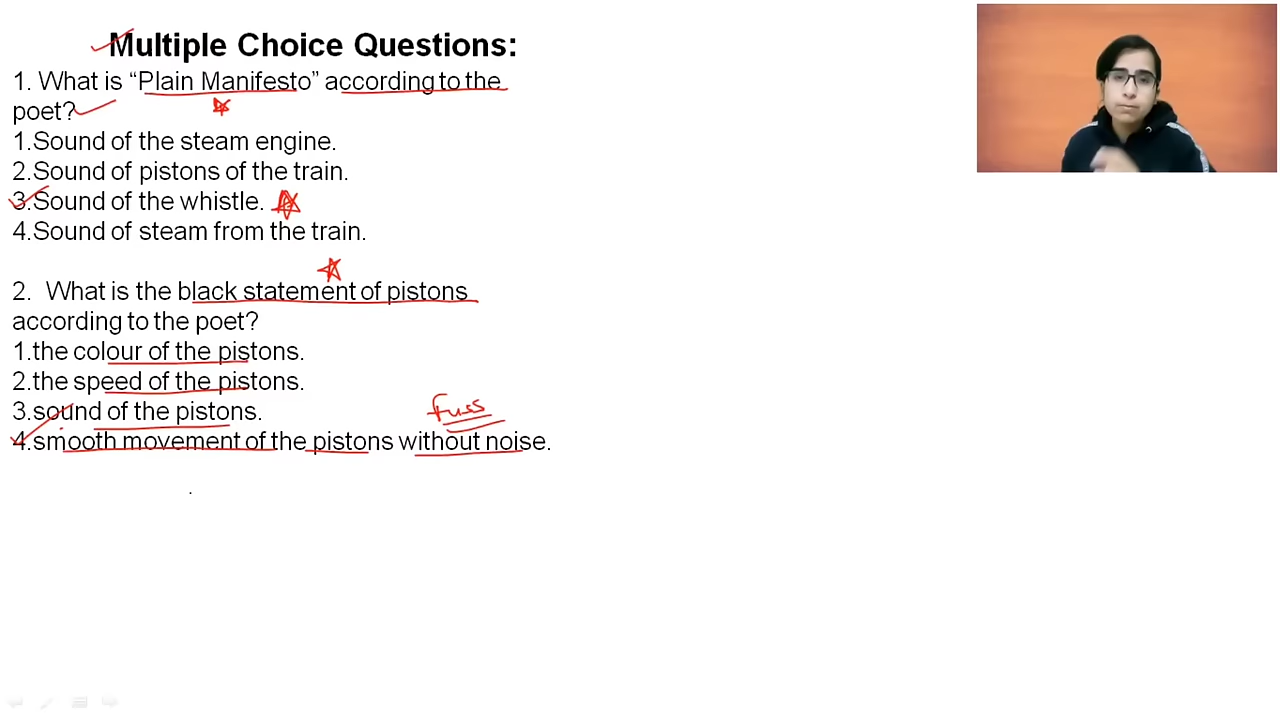 Multiple Choice Questions:
1. What is “Plain Manifesto” according to the
poet?
1.Sound of the steam engine.
2.Sound of pistons of the train.
3.Sound of the whistle.
4.Sound of steam from the train.
2. What is the black statement of pistons
according to the poet?
1.the colour of the pistons.
2.the speed of the pistons.
3.sound of the pistons.
fuss
4.smooth movement of the pistons without noise.